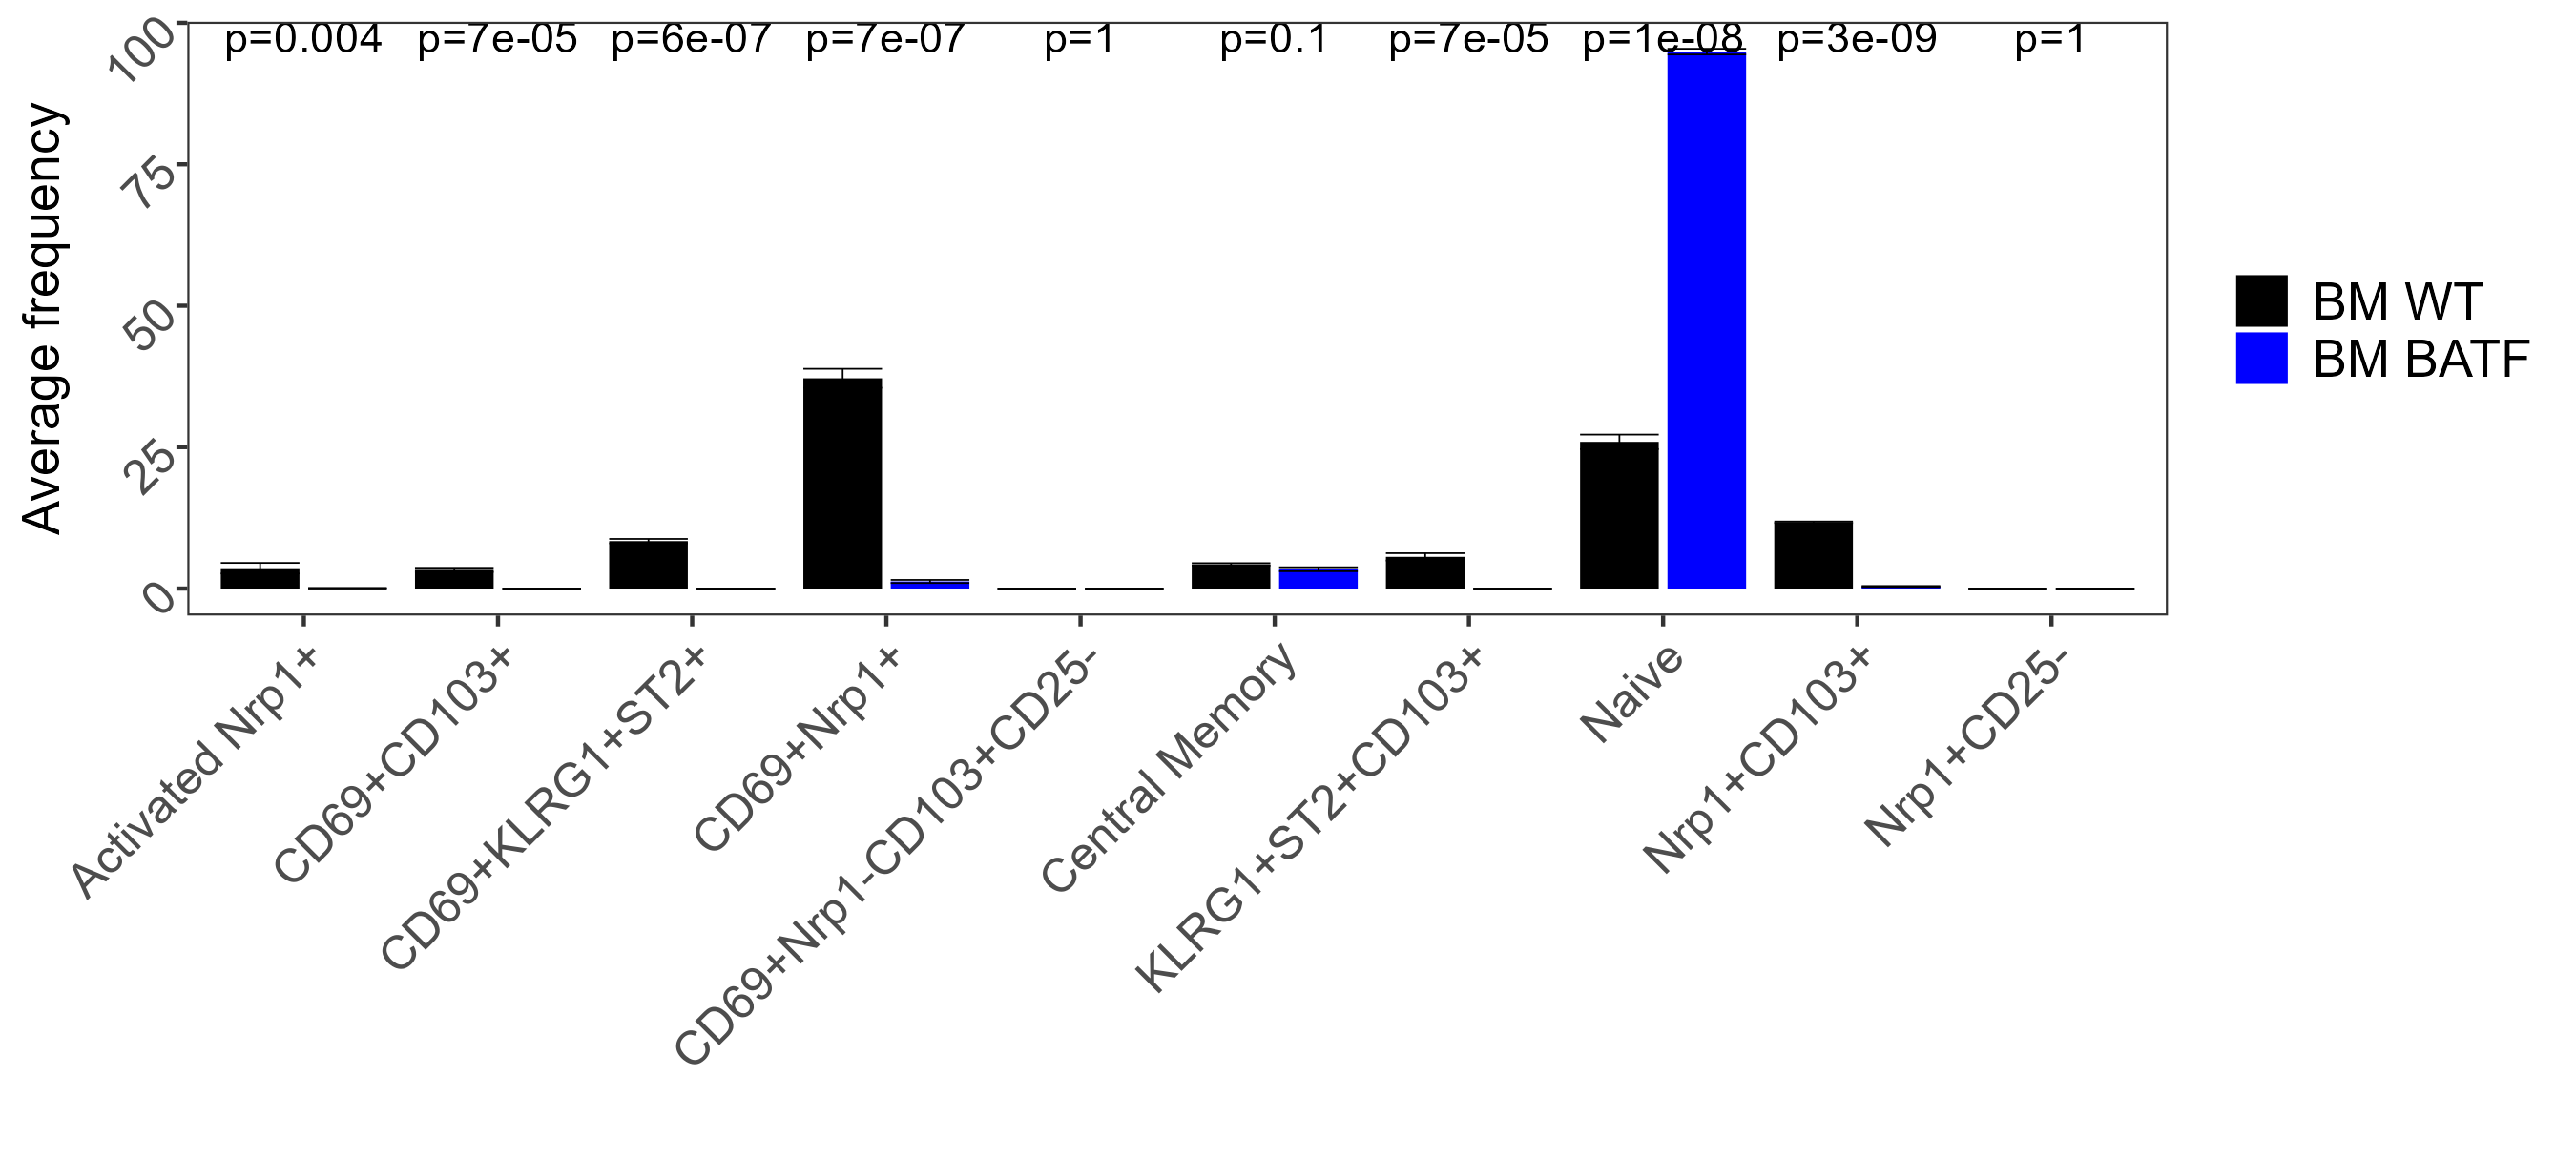 p=0.004 p=7e-05 p=6e-07 p=7e-07 p=1 p=0.1 p=7e-05 p=1e-08 p=3e-09 p=1
100
75
50
25
0
Average frequency
BM WT
BM BATF
Activated Nrp1+
CD69+CD103+
CD69+KLRG1+ST2+
CD69+Nrp1+
CD69+Nrp1-CD103+CD25-
Central Memory
KLRG1+ST2+CD103+
Naive
Nrp1+CD103+
Nrp1+CD25-